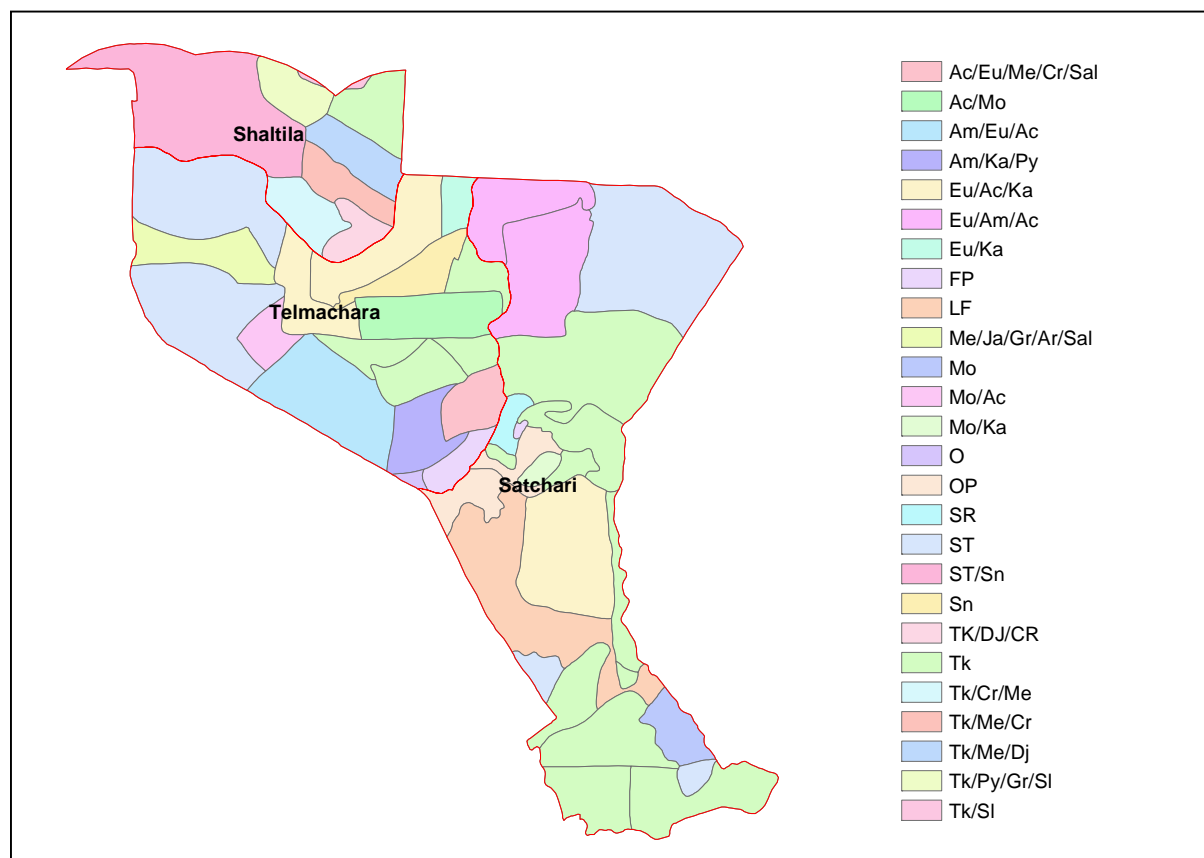 Shaltila
Telmachara
Satchari
Ac/Eu/Me/Cr/Sal
Ac/Mo
Am/Eu/Ac
Am/Ka/Py
Eu/Ac/Ka
Eu/Am/Ac
Eu/Ka
FP
LF
Me/Ja/Gr/Ar/Sal
Mo
Mo/Ac
Mo/Ka
O
OP
SR
ST
ST/Sn
Sn
TK/DJ/CR
Tk
Tk/Cr/Me
Tk/Me/Cr
Tk/Me/Dj
Tk/Py/Gr/Sl
Tk/Sl